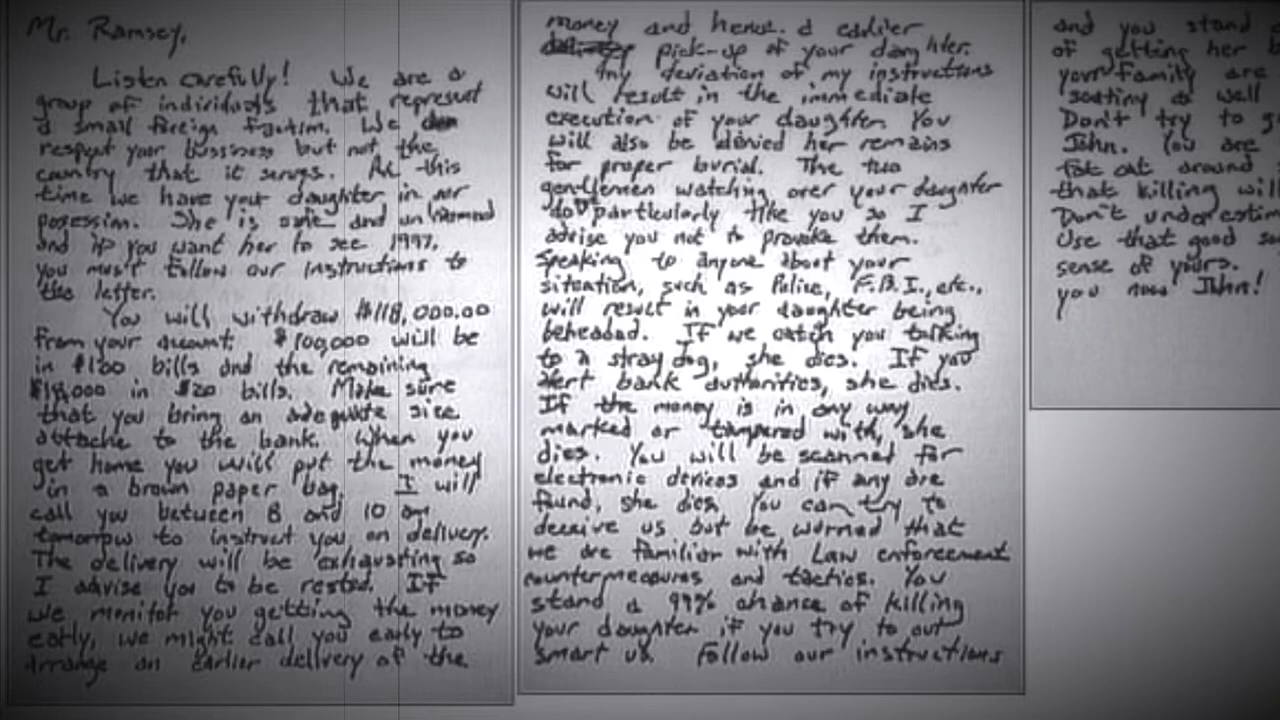 Mr. Ramsey,
Listen carefully! We are a
group of individuals that represent
a small foreign faction. We
respect your bussiness but not the
country that it serves. At this
time we have your daughter in our
posession. She is safe and unharmed
and if you want her to see 1997,
you must follow our instructions to
the letter.
You will withdraw $118,000.00
from your account. $100,000 will be
in $100 bills and the remaining
$18,000 in $20 bills. Make sure
that you bring an adequate size
attache to the bank. When you
get home you will put the money
in a brown paper bag. I will
call you between 8 and 10 am
tomorrow to instruct you on delivery.
The delivery will be exhausting so
I advise you to be rested. If
we monitor you getting the money
early, we might call you early to
arrange an earlier delivery of the
money and hence a earlier
pick-up of your daughter.
Any deviation of my instructions
will result in the immediate
execution of your daughter. You
will also be denied her remains
for proper burial. The two
gentlemen watching over your daughter
do particularly like you so I
advise you not to provoke them.
Speaking to anyone about your
situation, such as Police, F.B.I., etc.,
will result in your daughter being
beheaded. If we catch you talking
to a stray dog, she dies. If you
alert bank authorities, she dies.
If the money is in any way
marked or tampered with, she
dies. You will be scanned for
electronic devices and if any are
found, she dies. You can try to
deceive us but be warned that
we are familiar with Law enforcement
countermeasures and tactics. You
stand a 99% chance of killing
your daughter if you try to out
smart us. Follow our instructions
and you stand
of getting her
your family are
scutiny as well
Don't try to
John. You are
fat cat around
that killing will
Don't underestim
Use that good
sense of yours.
you now John!